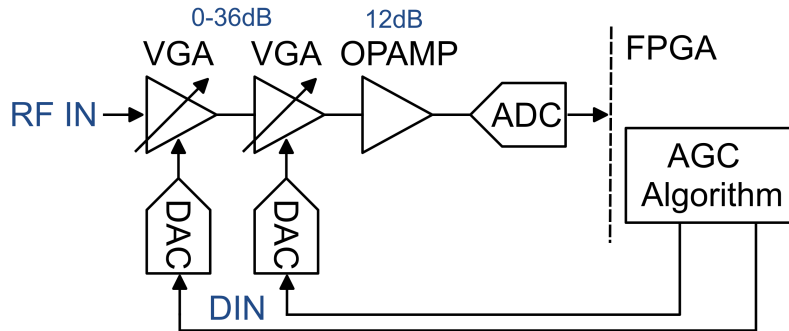 0-36dB
12dB
VGA
VGA
OPAMP
FPGA
RF IN
ADC
AGC
Algorithm
DAC
DAC
DIN